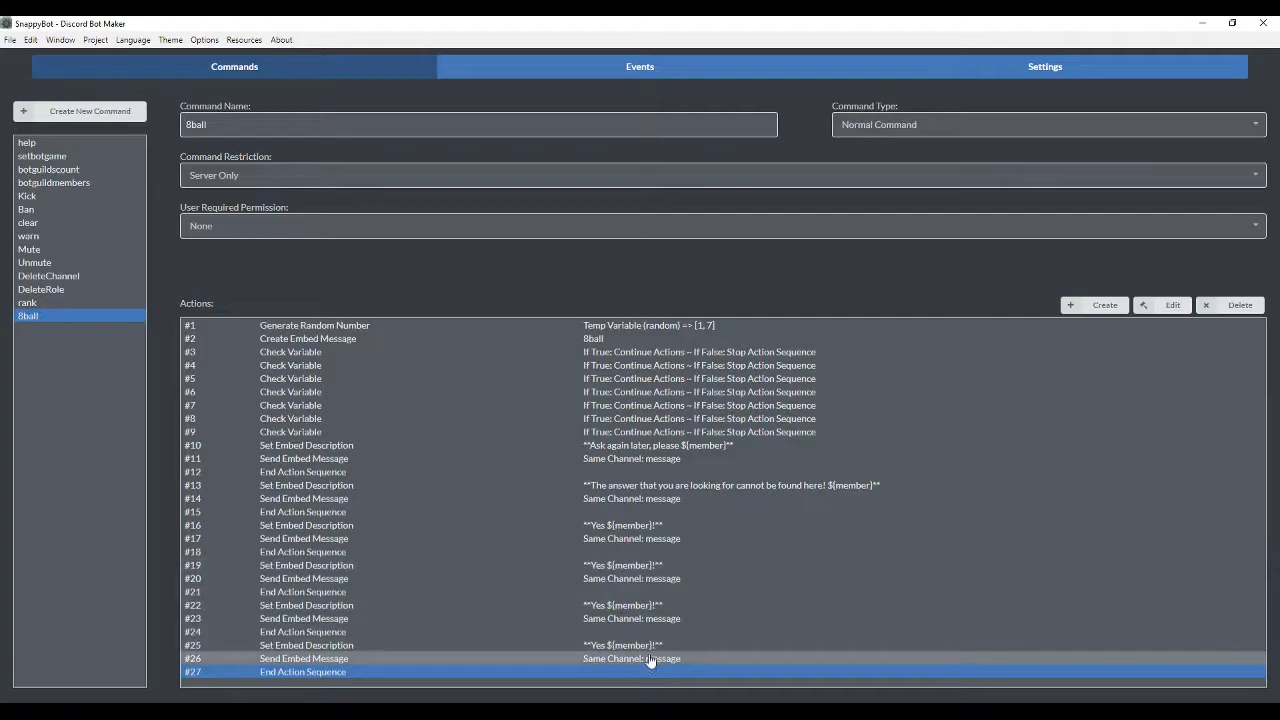 SnappyBot - Discord Bot Maker
File Edit Window Project Language Theme Options Resources About
Commands Events Settings
+ Create New Command
help
setbotgame
botguildscount
botguildmembers
Kick
Ban
clear
warn
Mute
Unmute
DeleteChannel
DeleteRole
rank
8ball
Command Name:
8ball
Command Type:
Normal Command
Command Restriction:
Server Only
User Required Permission:
None
Actions:
+ Create Edit × Delete
#1 Generate Random Number Temp Variable (random) => [1, 7]
#2 Create Embed Message 8ball
#3 Check Variable If True: Continue Actions ~ If False: Stop Action Sequence
#4 Check Variable If True: Continue Actions ~ If False: Stop Action Sequence
#5 Check Variable If True: Continue Actions ~ If False: Stop Action Sequence
#6 Check Variable If True: Continue Actions ~ If False: Stop Action Sequence
#7 Check Variable If True: Continue Actions ~ If False: Stop Action Sequence
#8 Check Variable If True: Continue Actions ~ If False: Stop Action Sequence
#9 Check Variable If True: Continue Actions ~ If False: Stop Action Sequence
#10 Set Embed Description **Ask again later, please ${member}**
#11 Send Embed Message Same Channel: message
#12 End Action Sequence
#13 Set Embed Description **The answer that you are looking for cannot be found here! ${member}**
#14 Send Embed Message Same Channel: message
#15 End Action Sequence
#16 Set Embed Description **Yes ${member}!**
#17 Send Embed Message Same Channel: message
#18 End Action Sequence
#19 Set Embed Description **Yes ${member}!**
#20 Send Embed Message Same Channel: message
#21 End Action Sequence
#22 Set Embed Description **Yes ${member}!**
#23 Send Embed Message Same Channel: message
#24 End Action Sequence
#25 Set Embed Description **Yes ${member}!**
#26 Send Embed Message Same Channel: message
#27 End Action Sequence